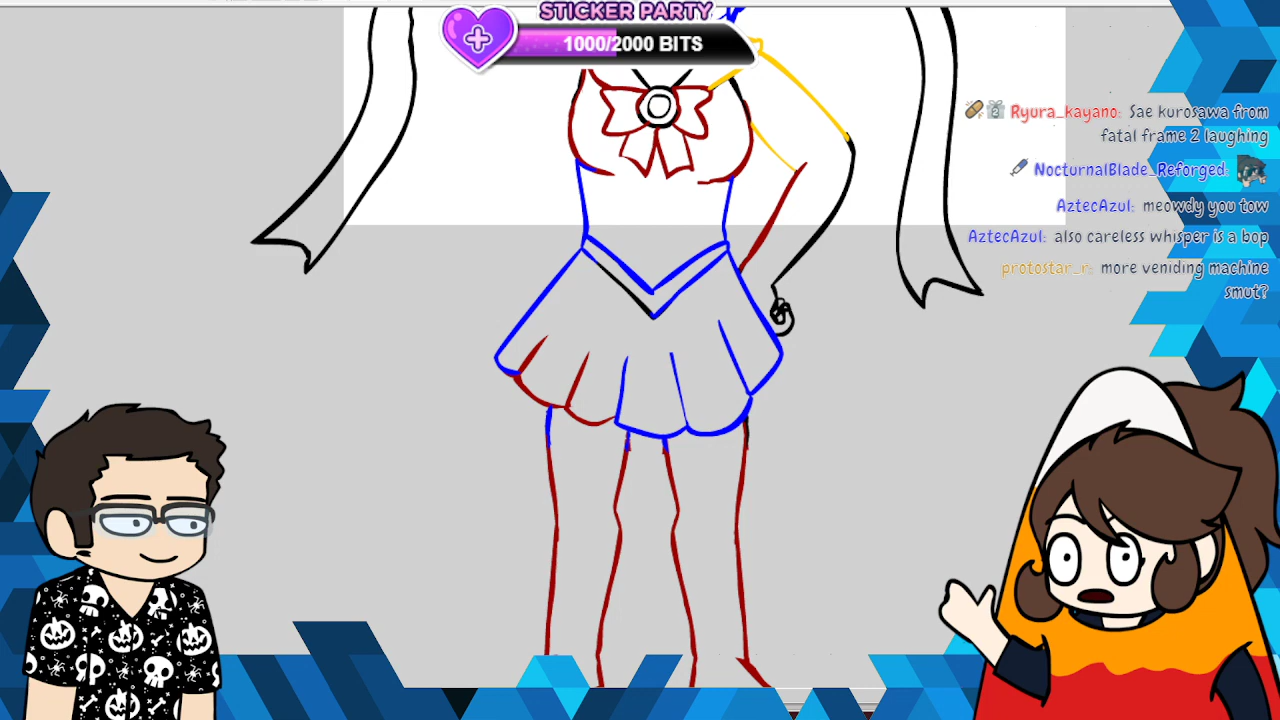 STICKER PARTY
1000/2000 BITS
2
Ryura_kayano: Sae kurosawa from
fatal frame 2 laughing
NocturnalBlade_Reforged:
AztecAzul: meowdy you tow
AztecAzul: also careless whisper is a bop
protostar_r: more veniding machine
smut?